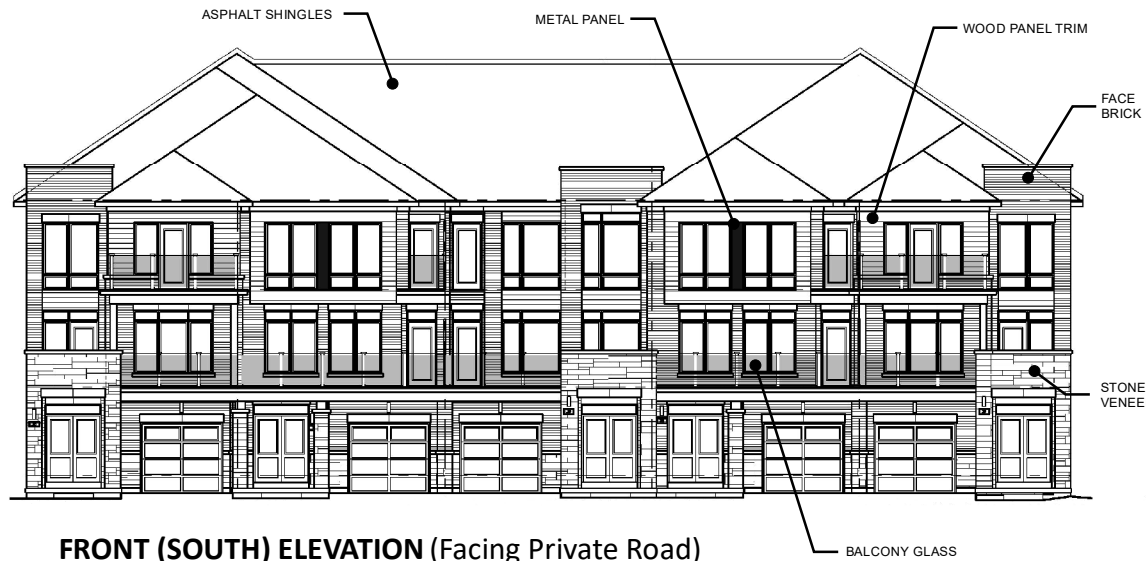 ASPHALT SHINGLES
METAL PANEL
WOOD PANEL TRIM
FACE
BRICK
STONE
VENEE
BALCONY GLASS
FRONT (SOUTH) ELEVATION (Facing Private Road)